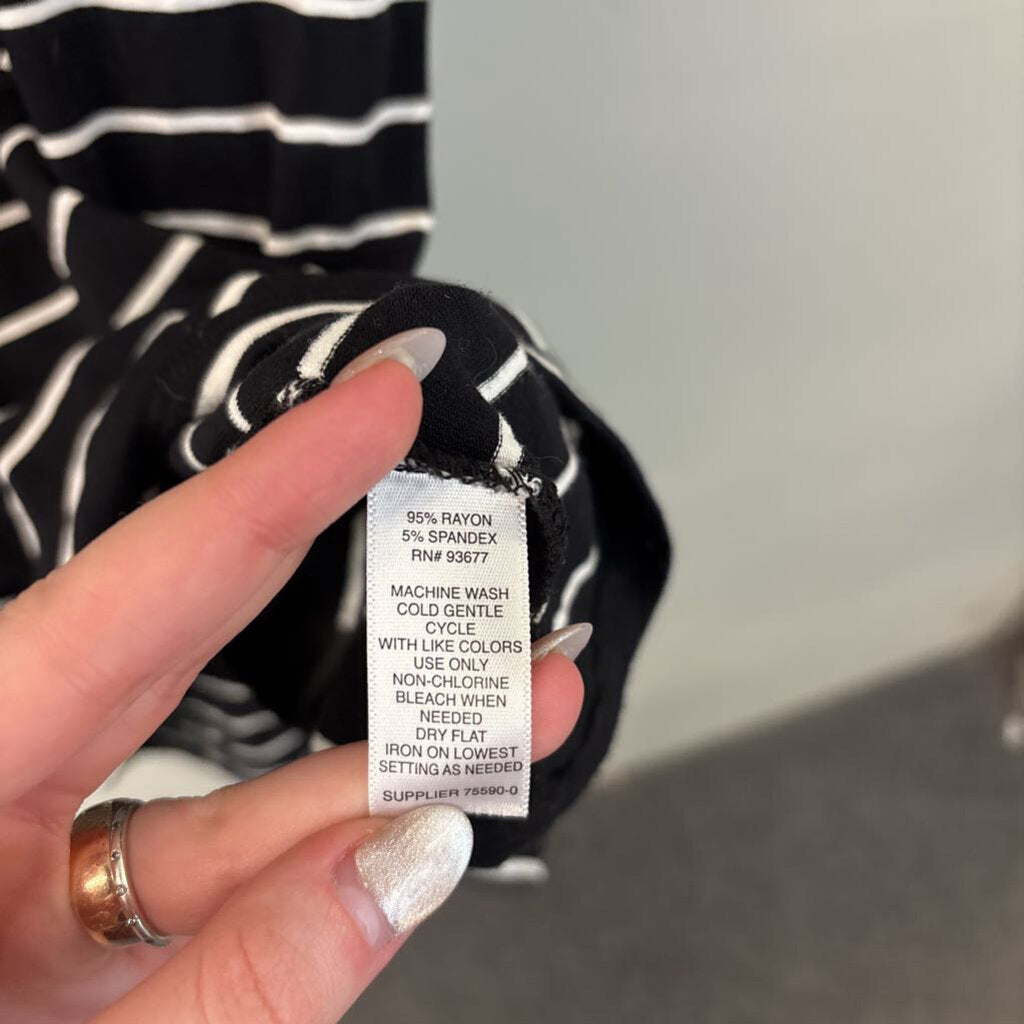 95% RAYON
5% SPANDEX
RN# 93677
MACHINE WASH
COLD GENTLE
CYCLE
WITH LIKE COLORS
USE ONLY
NON-CHLORINE
BLEACH WHEN
NEEDED
DRY FLAT
IRON ON LOWEST
SETTING AS NEEDED
SUPPLIER 75590-0